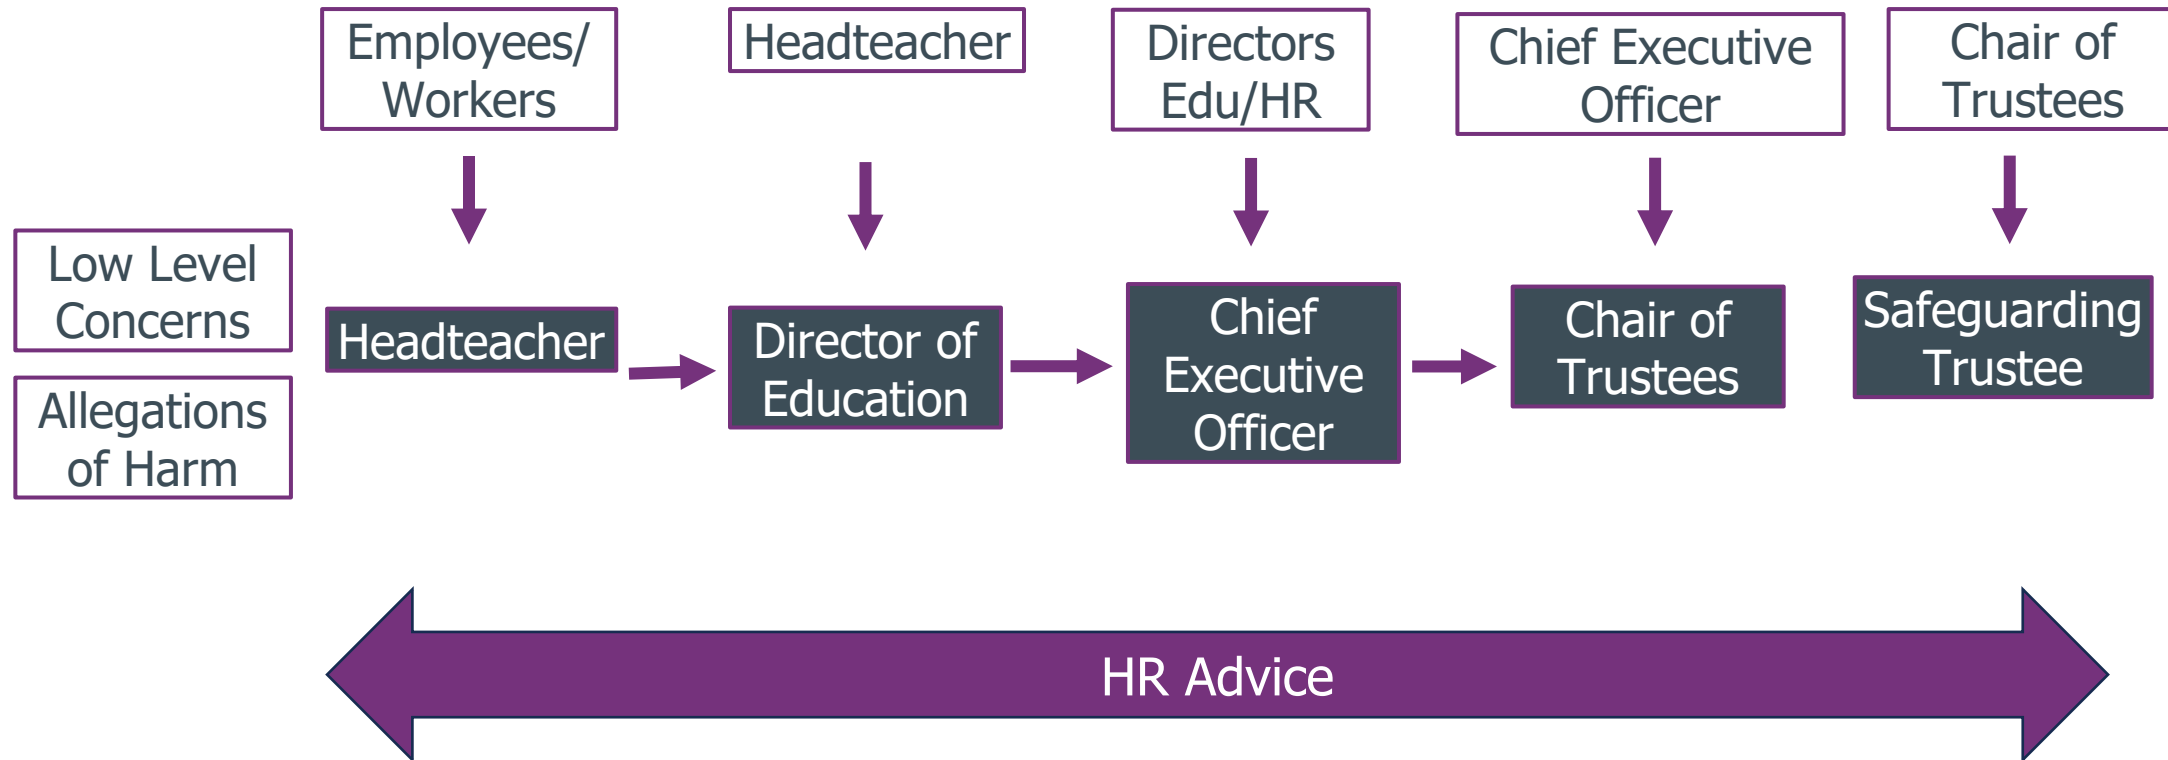 Employees/
Workers
Headteacher
Directors
Edu/HR
Chief Executive
Officer
Chair of
Trustees
Low Level
Concerns
Allegations
of Harm
Headteacher
Director of
Education
Chief
Executive
Officer
Chair of
Trustees
Safeguarding
Trustee
HR Advice